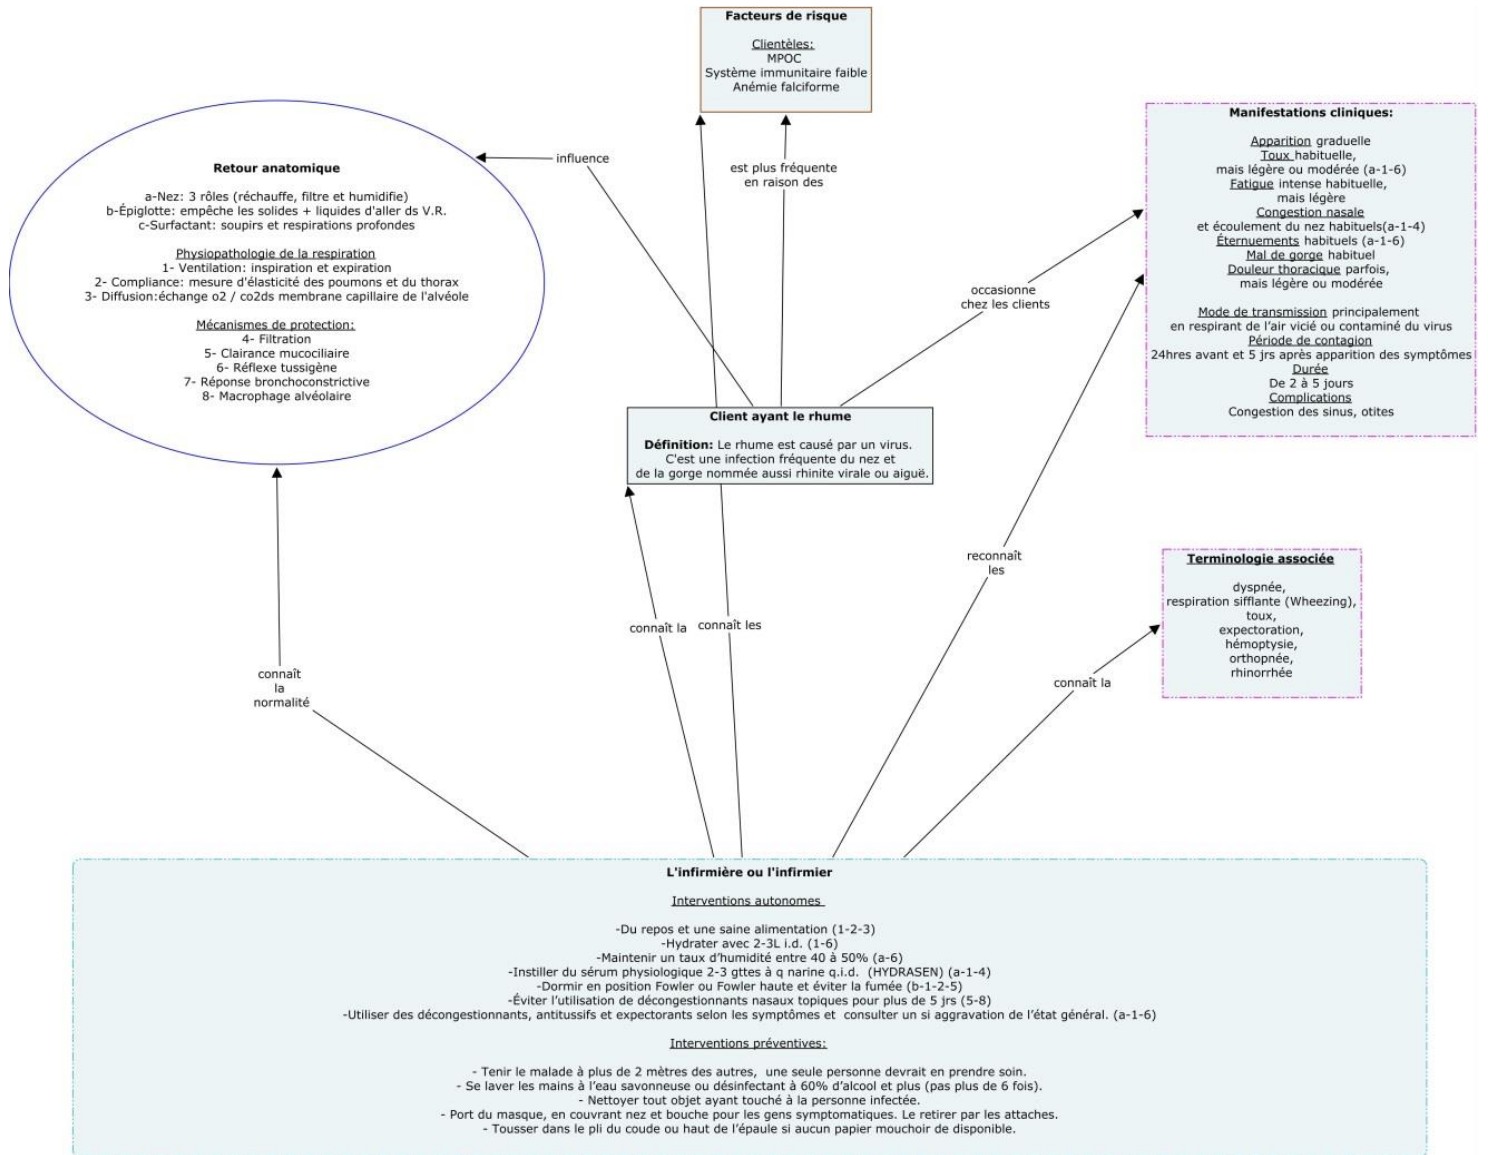 Facteurs de risque
Clientèles:
MPOC
Système immunitaire faible
Anémie falciforme
Retour anatomique
a-Nez: 3 rôles (réchauffe, filtre et humidifie)
b-Épiglotte: empêche les solides + liquides d'aller ds V.R.
c-Surfactant: soupirs et respirations profondes
Physiopathologie de la respiration
1- Ventilation: inspiration et expiration
2- Compliance: mesure d'élasticité des poumons et du thorax
3- Diffusion:échange o2 / co2ds membrane capillaire de l'alvéole
Mécanismes de protection:
4- Filtration
5- Clairance mucociliaire
6- Réflexe tussigène
7- Réponse bronchoconstrictive
8- Macrophage alvéolaire
influence
est plus fréquente
en raison des
Manifestations cliniques:
Apparition graduelle
Toux habituelle,
mais légère ou modérée (a-1-6)
Fatigue intense habituelle,
mais légère
Congestion nasale
et écoulement du nez habituels(a-1-4)
Éternuements habituels (a-1-6)
Mal de gorge habituel
Douleur thoracique parfois,
mais légère ou modérée
Mode de transmission principalement
en respirant de l'air vicié ou contaminé du virus
Période de contagion
24hres avant et 5 jrs après apparition des symptômes
Durée
De 2 à 5 jours
Complications
Congestion des sinus, otites
occasionne
chez les clients
Client ayant le rhume
Définition: Le rhume est causé par un virus.
C'est une infection fréquente du nez et
de la gorge nommée aussi rhinite virale ou aiguë.
reconnaît
les
Terminologie associée
dyspnée,
respiration sifflante (Wheezing),
toux,
expectoration,
hémoptysie,
orthopnée,
rhinorrhée
connaît la
connaît les
connaît
la
normalité
connaît la
L'infirmière ou l'infirmier
Interventions autonomes
-Du repos et une saine alimentation (1-2-3)
-Hydrater avec 2-3L i.d. (1-6)
-Maintenir un taux d'humidité entre 40 à 50% (a-6)
-Instiller du sérum physiologique 2-3 gttes à q narine q.i.d. (HYDRASEN) (a-1-4)
-Dormir en position Fowler ou Fowler haute et éviter la fumée (b-1-2-5)
-Éviter l'utilisation de décongestionnants nasaux topiques pour plus de 5 jrs (5-8)
-Utiliser des décongestionnants, antitussifs et expectorants selon les symptômes et consulter un si aggravation de l'état général. (a-1-6)
Interventions préventives:
- Tenir le malade à plus de 2 mètres des autres, une seule personne devrait en prendre soin.
- Se laver les mains à l'eau savonneuse ou désinfectant à 60% d'alcool et plus (pas plus de 6 fois).
- Nettoyer tout objet ayant touché à la personne infectée.
- Port du masque, en couvrant nez et bouche pour les gens symptomatiques. Le retirer par les attaches.
- Tousser dans le pli du coude ou haut de l'épaule si aucun papier mouchoir de disponible.